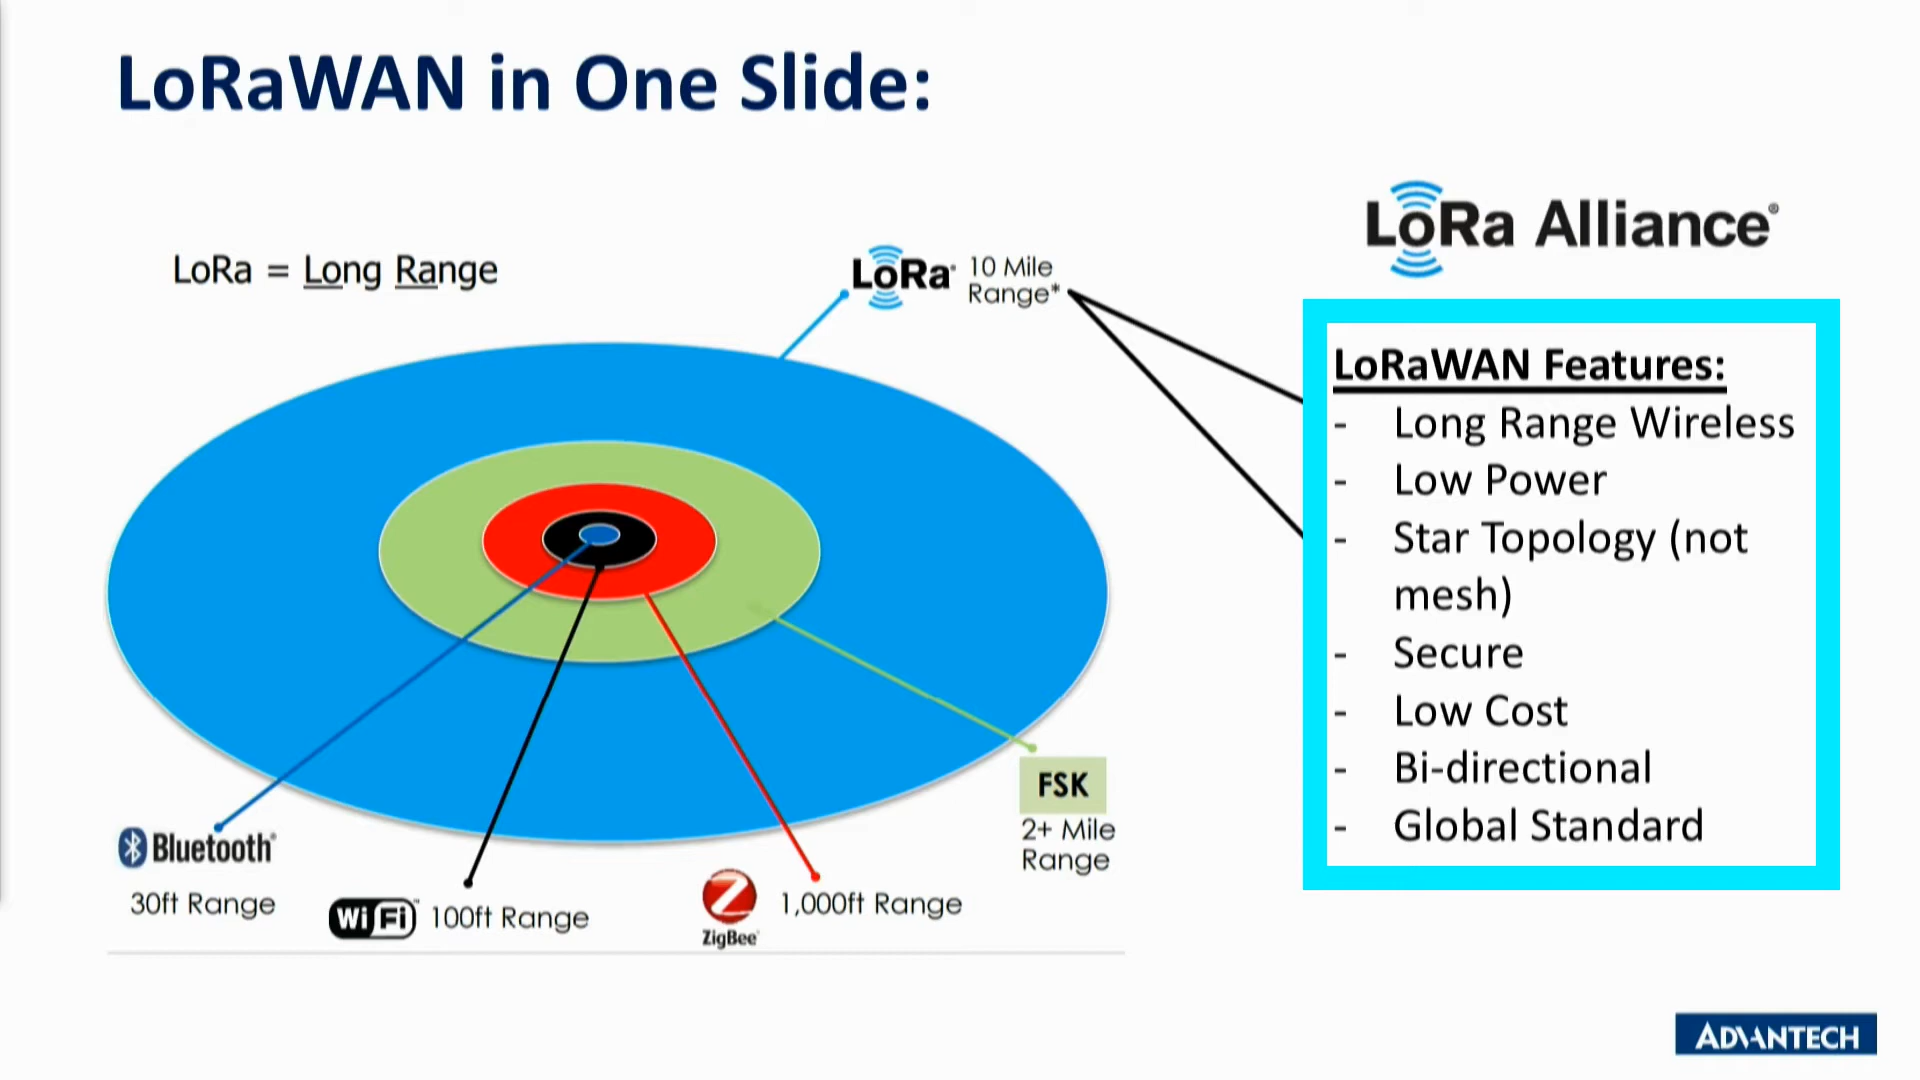 LoRaWAN in One Slide:
LoRa Alliance®
LoRa = Long Range
LoRa® 10 Mile
Range*
LoRaWAN Features:
- Long Range Wireless
- Low Power
- Star Topology (not
mesh)
- Secure
- Low Cost
- Bi-directional
- Global Standard
FSK
2+ Mile
Range
Bluetooth®
30ft Range
WiFi™ 100ft Range
1,000ft Range
ZigBee®
ADVANTECH